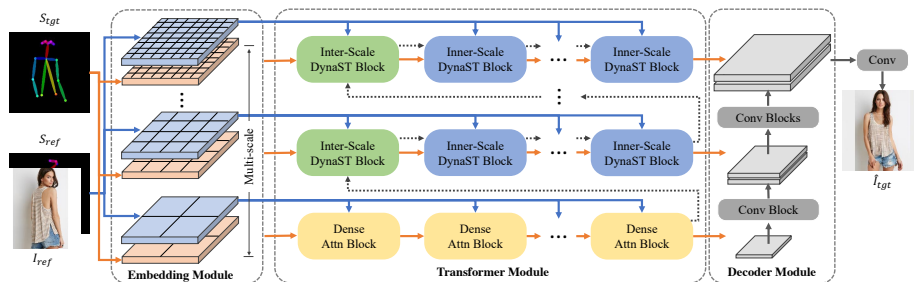 S_tgt
S_ref
I_ref
Multi-scale
Embedding Module
Inter-Scale
DynaST Block
Inner-Scale
DynaST Block
...
Inner-Scale
DynaST Block
Inter-Scale
DynaST Block
Inner-Scale
DynaST Block
...
Inner-Scale
DynaST Block
Dense
Attn Block
Dense
Attn Block
...
Dense
Attn Block
Transformer Module
Conv Blocks
Conv Block
Decoder Module
Conv
Î_tgt